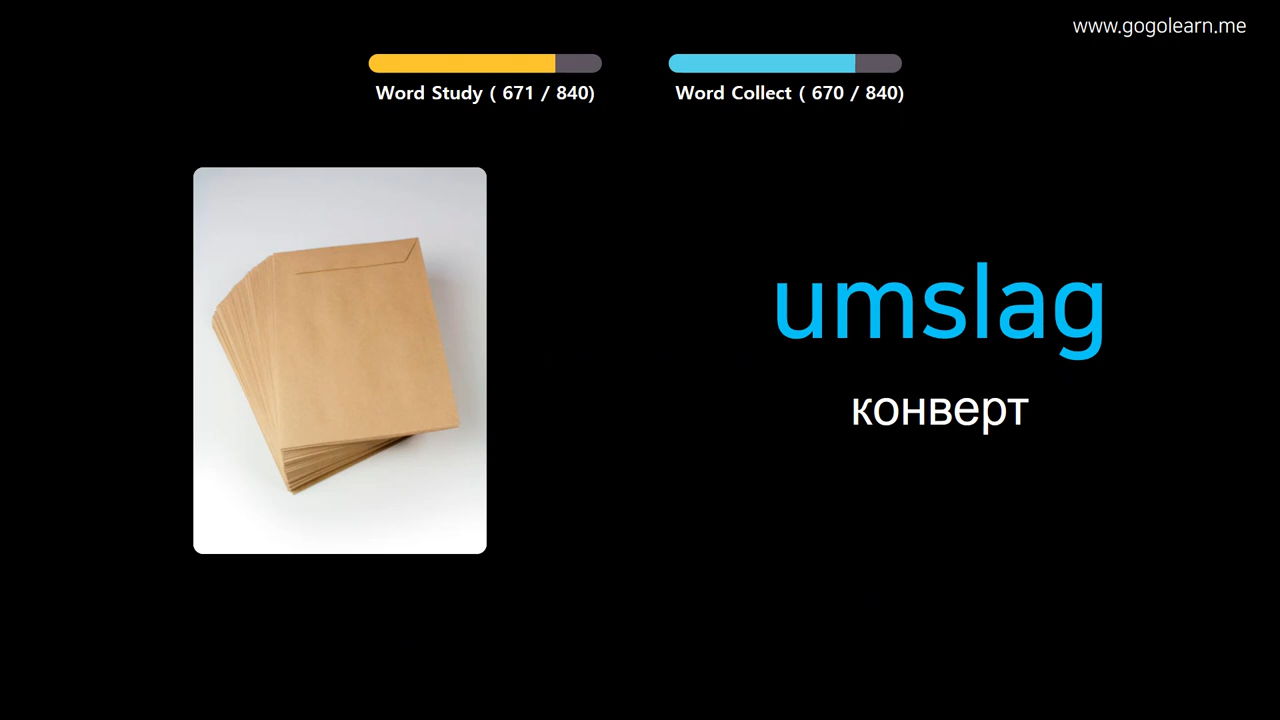 www.gogolearn.me
Word Study ( 671 / 840)
Word Collect ( 670 / 840)
umslag
конверт